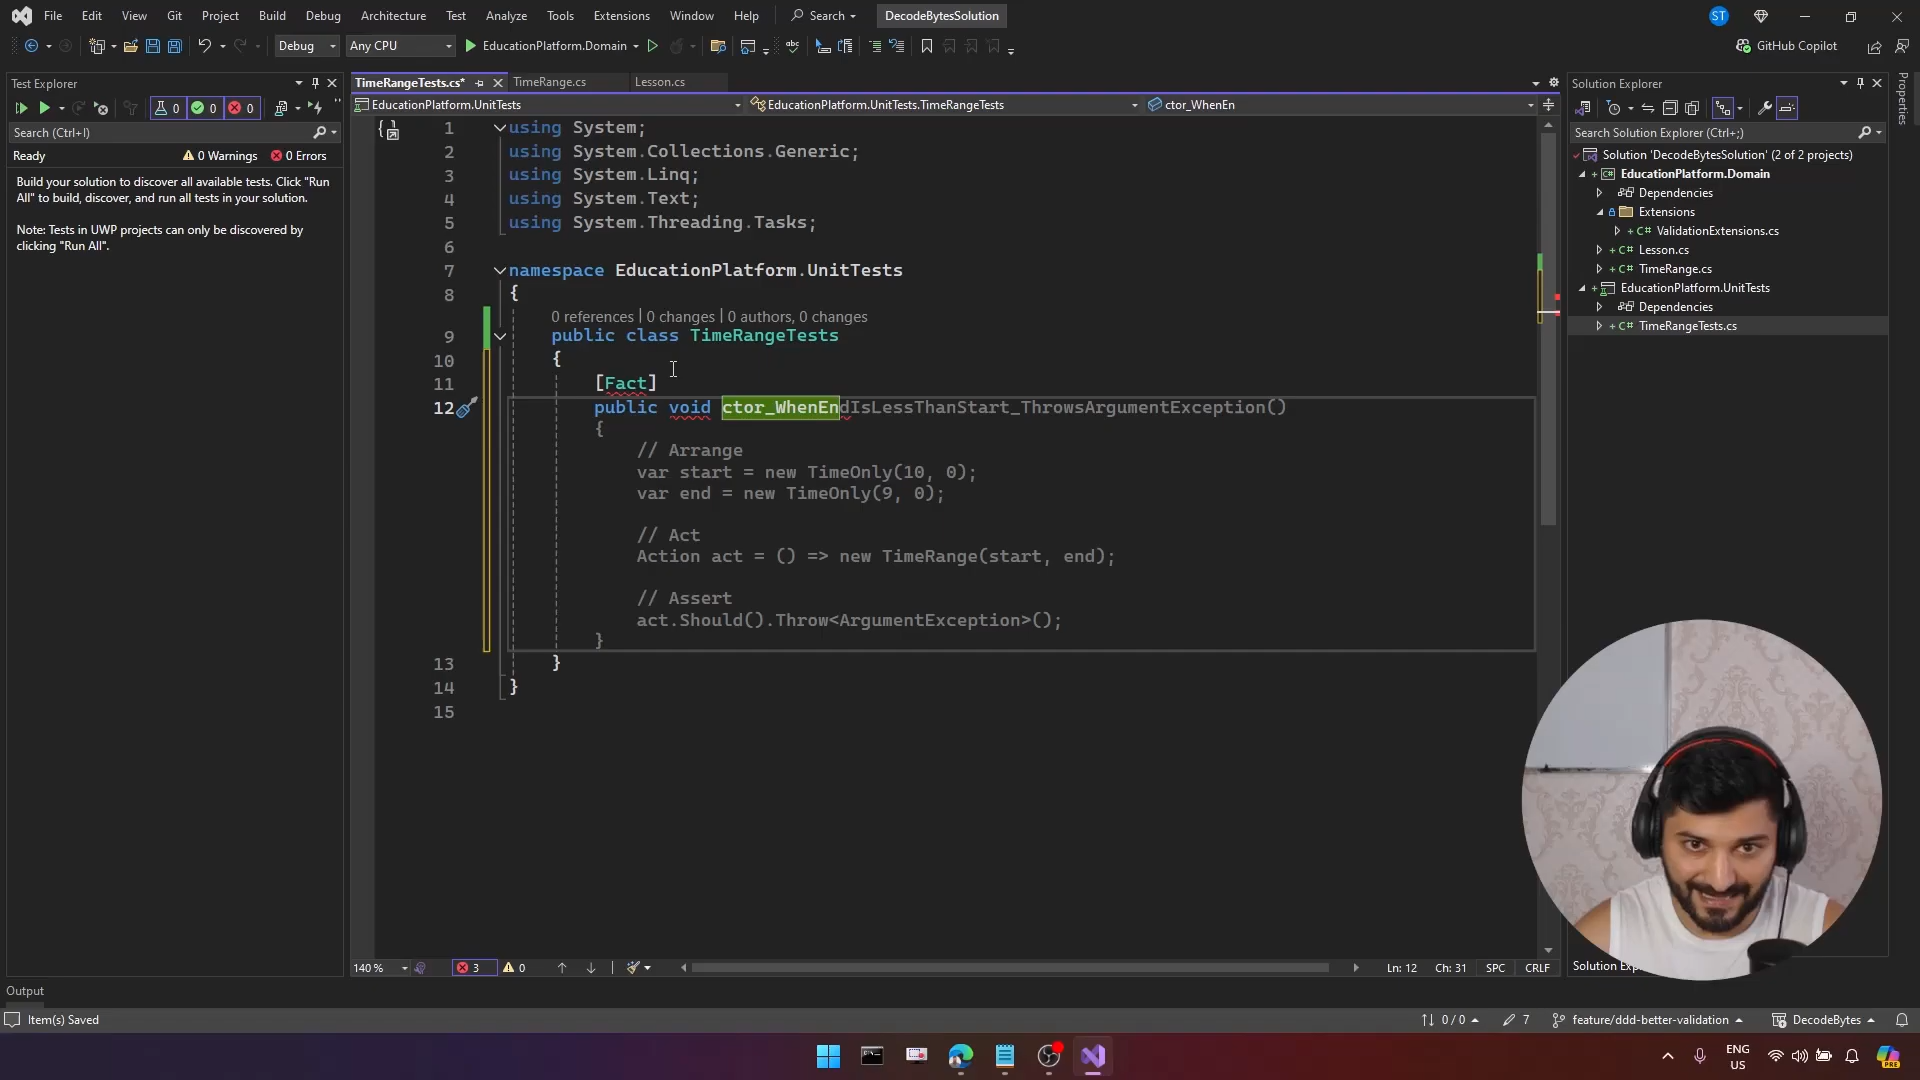 File Edit View Git Project Build Debug Architecture Test Analyze Tools Extensions Window Help Search DecodeBytesSolution ST
Debug Any CPU EducationPlatform.Domain GitHub Copilot
Test Explorer
0 0 0
Search (Ctrl+I)
Ready 0 Warnings 0 Errors
Build your solution to discover all available tests. Click "Run
All" to build, discover, and run all tests in your solution.
Note: Tests in UWP projects can only be discovered by
clicking "Run All".
TimeRangeTests.cs* TimeRange.cs Lesson.cs
EducationPlatform.UnitTests EducationPlatform.UnitTests.TimeRangeTests ctor_WhenEn
1 using System;
2 using System.Collections.Generic;
3 using System.Linq;
4 using System.Text;
5 using System.Threading.Tasks;
6
7 namespace EducationPlatform.UnitTests
8 {
0 references | 0 changes | 0 authors, 0 changes
9 public class TimeRangeTests
10 {
11 [Fact]
12 public void ctor_WhenEndIsLessThanStart_ThrowsArgumentException()
{
// Arrange
var start = new TimeOnly(10, 0);
var end = new TimeOnly(9, 0);
// Act
Action act = () => new TimeRange(start, end);
// Assert
act.Should().Throw<ArgumentException>();
}
13 }
14 }
15
140 % 3 0 Ln: 12 Ch: 31 SPC CRLF
Solution Explorer
Search Solution Explorer (Ctrl+;)
Solution 'DecodeBytesSolution' (2 of 2 projects)
EducationPlatform.Domain
Dependencies
Extensions
C# ValidationExtensions.cs
C# Lesson.cs
C# TimeRange.cs
EducationPlatform.UnitTests
Dependencies
C# TimeRangeTests.cs
Properties
Output
Item(s) Saved 0 / 0 7 feature/ddd-better-validation DecodeBytes
ENG
US
PRE